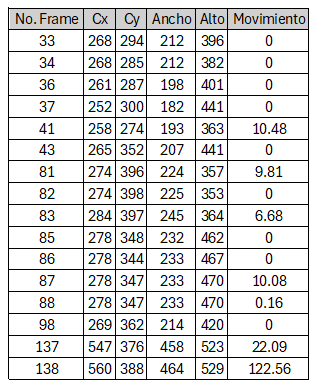 No. Frame Cx Cy Ancho Alto Movimiento
33 268 294 212 396 0
34 268 285 212 382 0
36 261 287 198 401 0
37 252 300 182 441 0
41 258 274 193 363 10.48
43 265 352 207 441 0
81 274 396 224 357 9.81
82 274 398 225 353 0
83 284 397 245 364 6.68
85 278 348 232 462 0
86 278 344 233 467 0
87 278 347 233 470 10.08
88 278 347 233 470 0.16
98 269 362 214 420 0
137 547 376 458 523 22.09
138 560 388 464 529 122.56